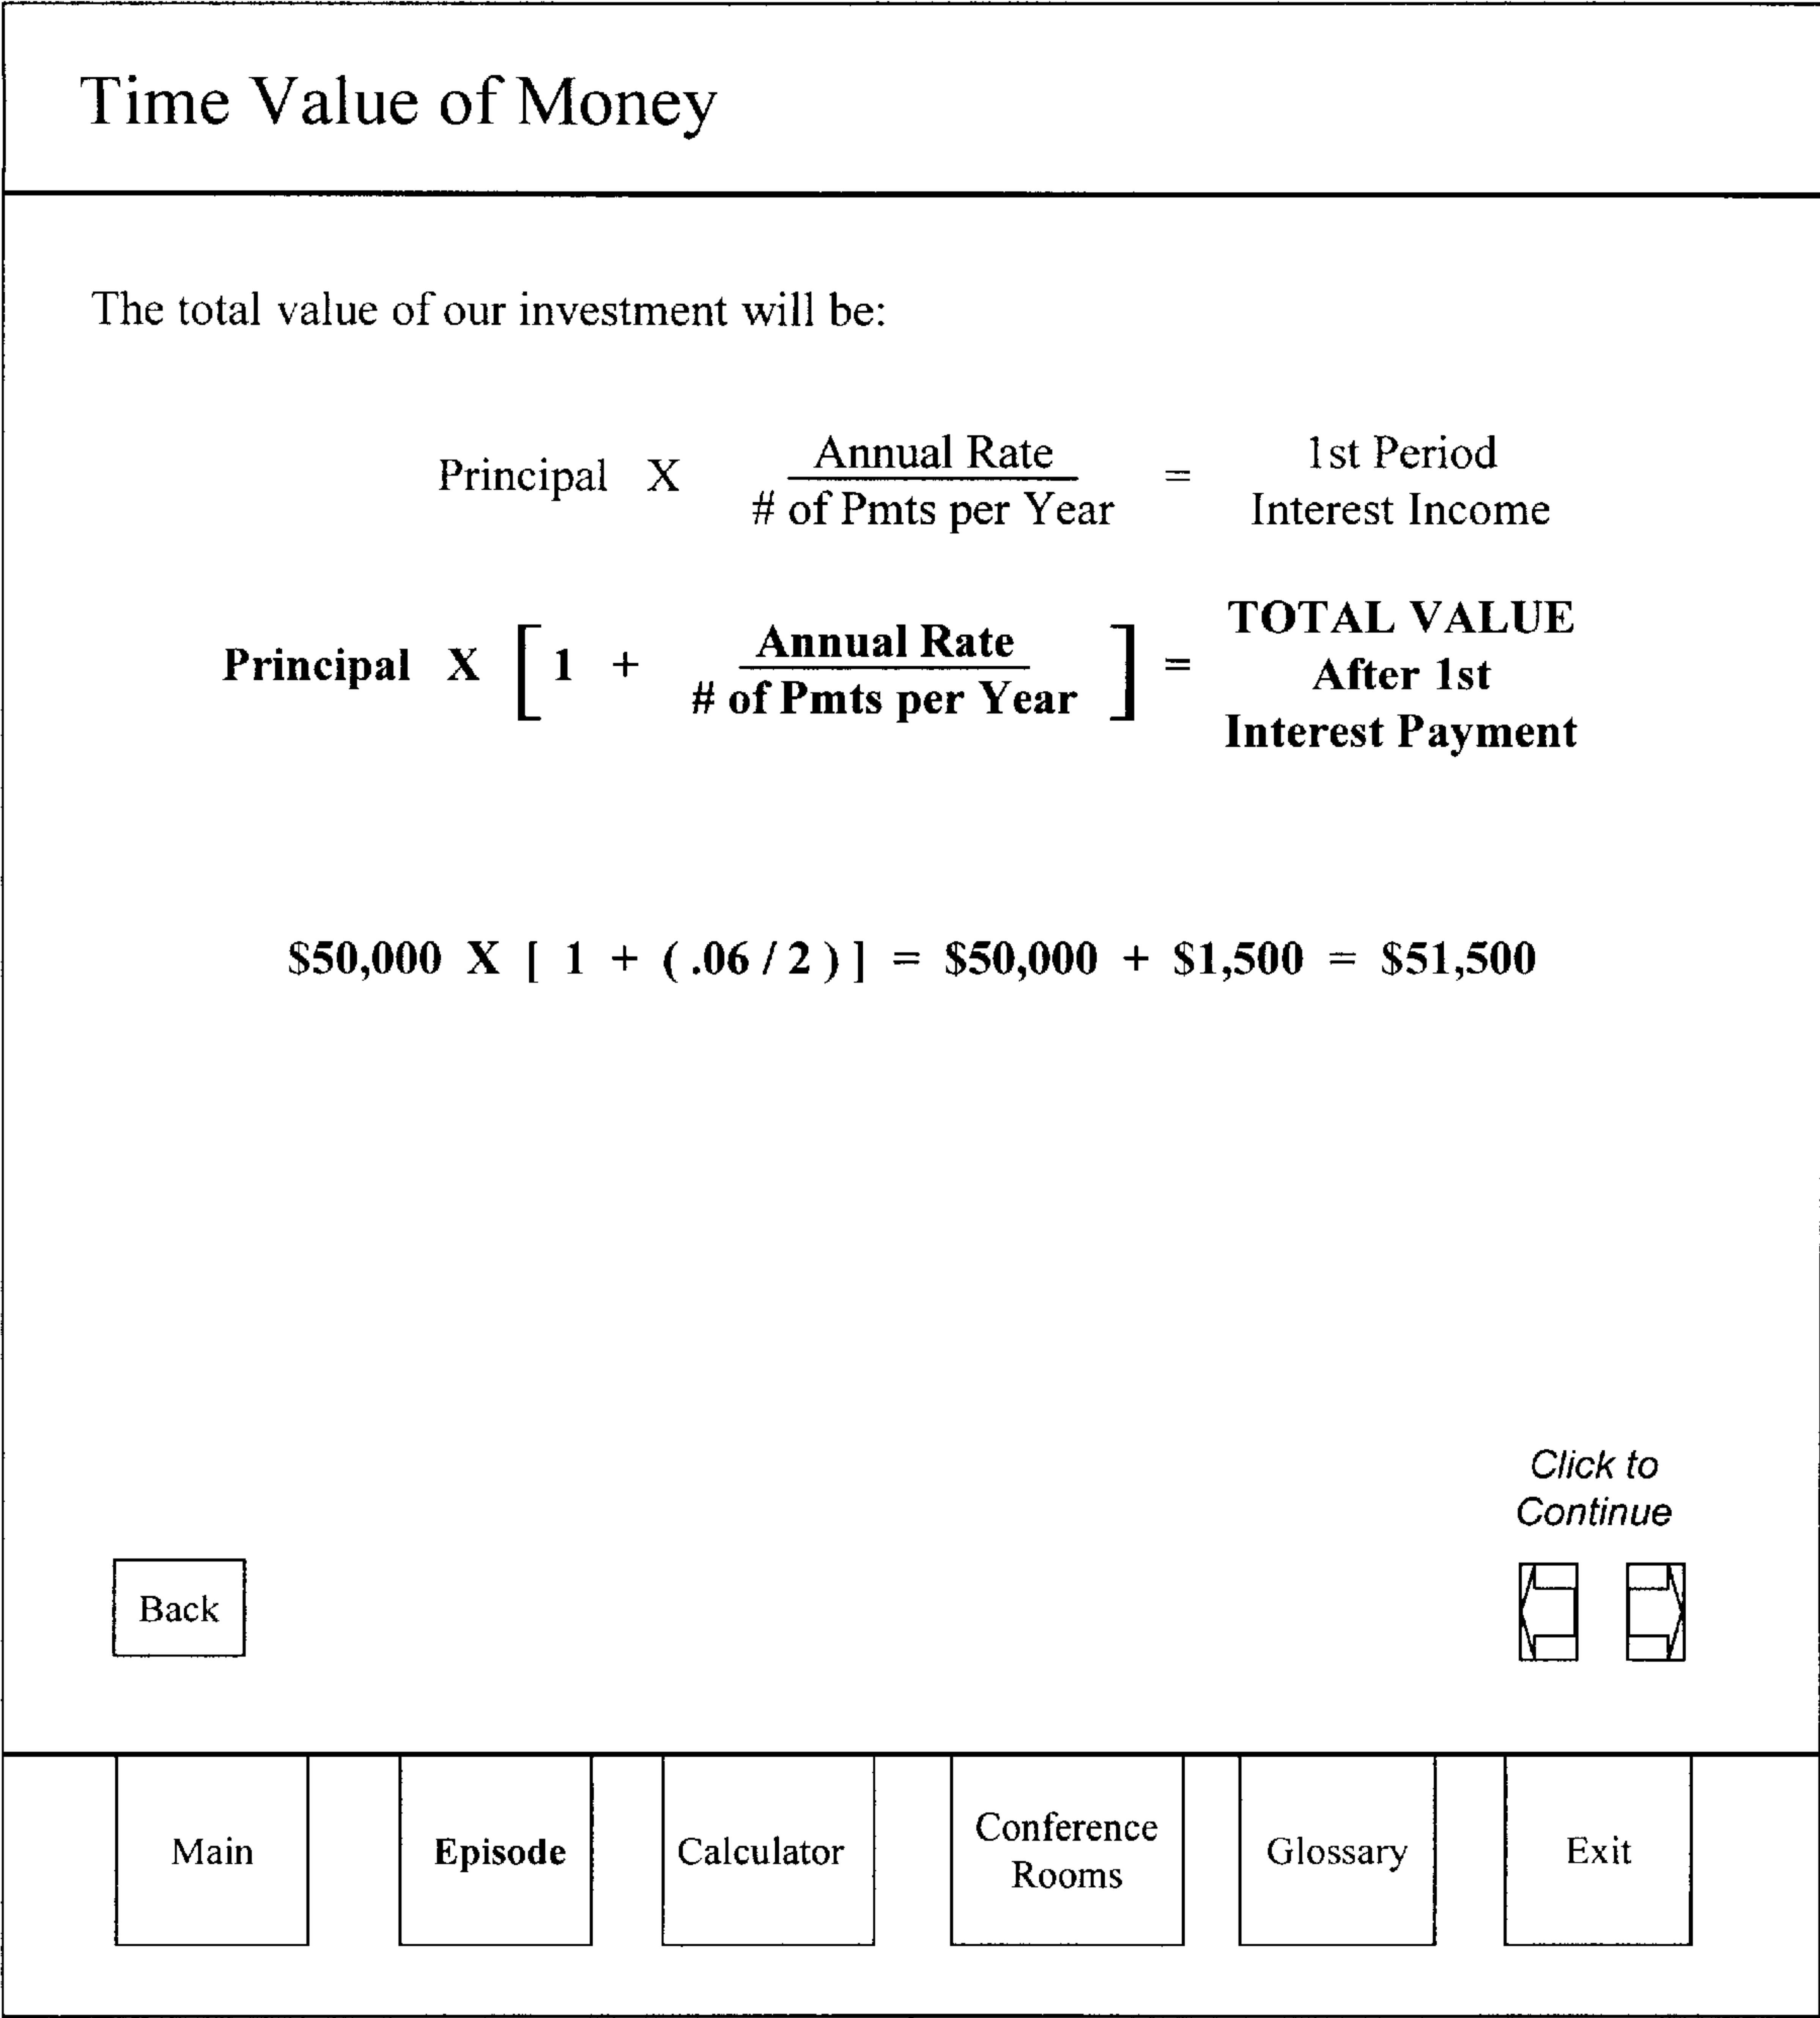 Time Value of Money
The total value of our investment will be:
Principal X Annual Rate = 1st Period
# of Pmts per Year Interest Income
Principal X [ 1 + Annual Rate ] = TOTAL VALUE
# of Pmts per Year After 1st
Interest Payment
$50,000 X [ 1 + ( .06 / 2 ) ] = $50,000 + $1,500 = $51,500
Click to
Continue
Back
Main Episode Calculator Conference Glossary Exit
Rooms